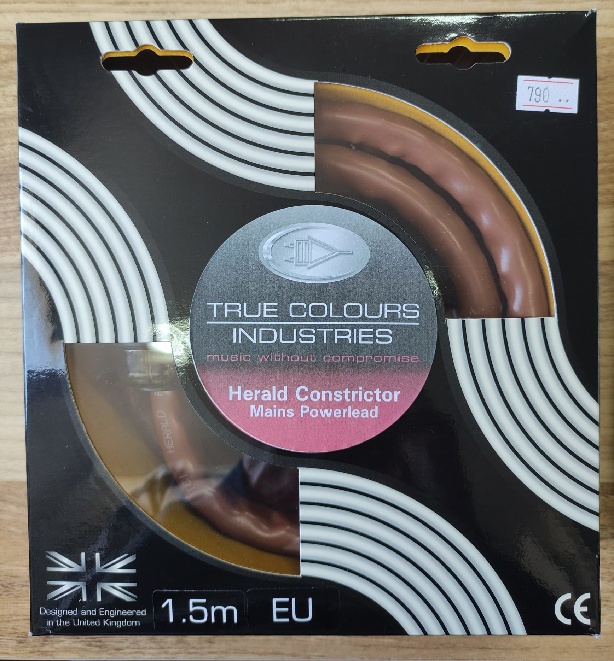 790 ..
TRUE COLOURS
INDUSTRIES
music without compromise
Herald Constrictor
Mains Powerlead
HERALD
Designed and Engineered
in the United Kingdom
1.5m
EU
CE